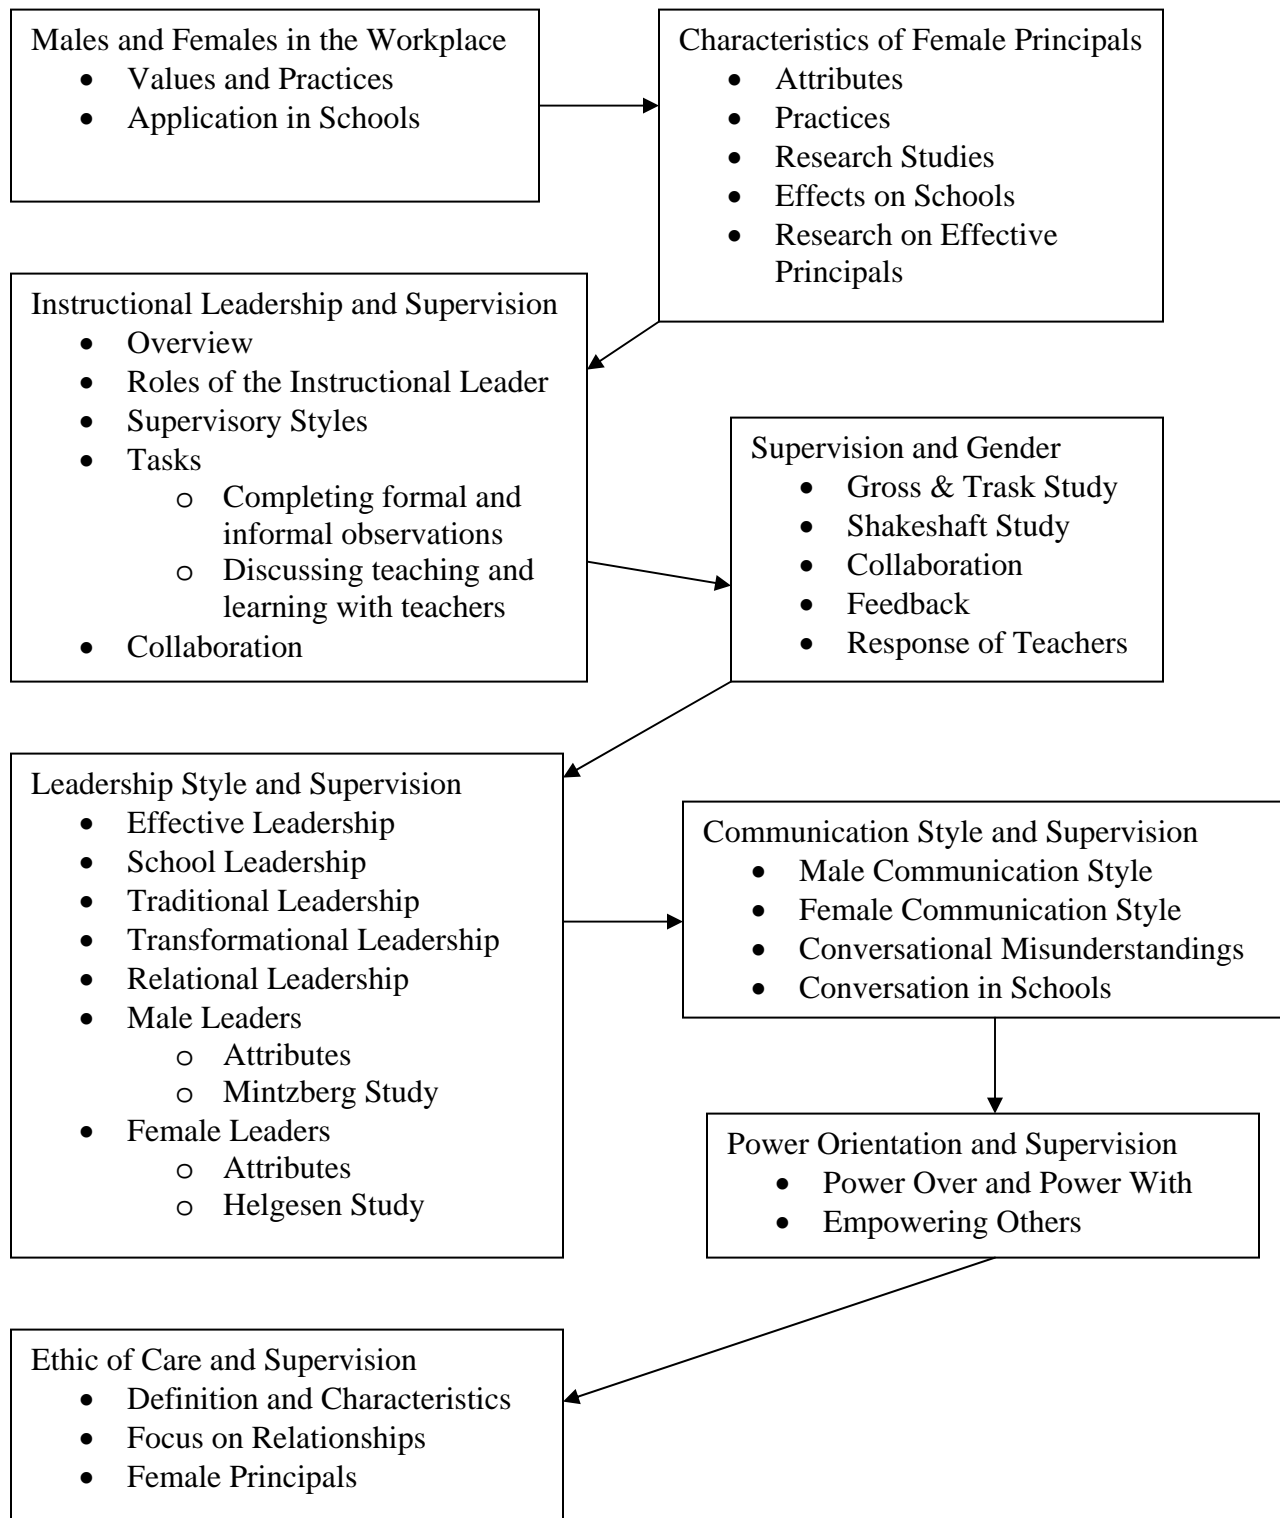 Males and Females in the Workplace
• Values and Practices
• Application in Schools
Characteristics of Female Principals
• Attributes
• Practices
• Research Studies
• Effects on Schools
• Research on Effective
Principals
Instructional Leadership and Supervision
• Overview
• Roles of the Instructional Leader
• Supervisory Styles
• Tasks
o Completing formal and
informal observations
o Discussing teaching and
learning with teachers
• Collaboration
Supervision and Gender
• Gross & Trask Study
• Shakeshaft Study
• Collaboration
• Feedback
• Response of Teachers
Leadership Style and Supervision
• Effective Leadership
• School Leadership
• Traditional Leadership
• Transformational Leadership
• Relational Leadership
• Male Leaders
o Attributes
o Mintzberg Study
• Female Leaders
o Attributes
o Helgesen Study
Communication Style and Supervision
• Male Communication Style
• Female Communication Style
• Conversational Misunderstandings
• Conversation in Schools
Power Orientation and Supervision
• Power Over and Power With
• Empowering Others
Ethic of Care and Supervision
• Definition and Characteristics
• Focus on Relationships
• Female Principals